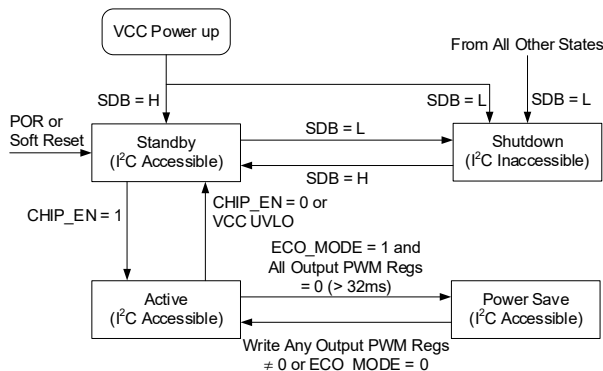 VCC Power up
From All Other States
SDB = H
SDB = L
SDB = L
POR or
Soft Reset
Standby
(I²C Accessible)
SDB = L
SDB = H
Shutdown
(I²C Inaccessible)
CHIP_EN = 1
CHIP_EN = 0 or
VCC UVLO
ECO_MODE = 1 and
All Output PWM Regs
= 0 (> 32ms)
Active
(I²C Accessible)
Power Save
(I²C Accessible)
Write Any Output PWM Regs
≠ 0 or ECO_MODE = 0